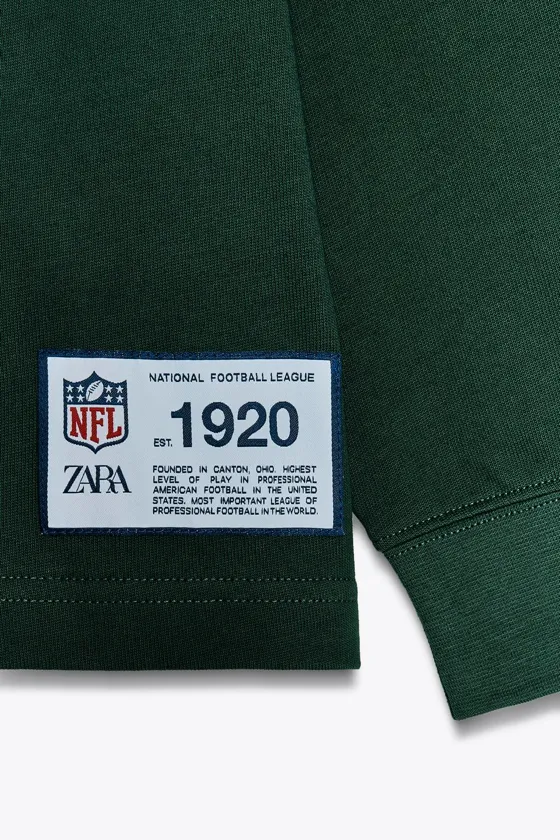 NATIONAL FOOTBALL LEAGUE
NFL
EST. 1920
ZARA
FOUNDED IN CANTON, OHIO. HIGHEST
LEVEL OF PLAY IN PROFESSIONAL
AMERICAN FOOTBALL IN THE UNITED
STATES. MOST IMPORTANT LEAGUE OF
PROFESSIONAL FOOTBALL IN THE WORLD.